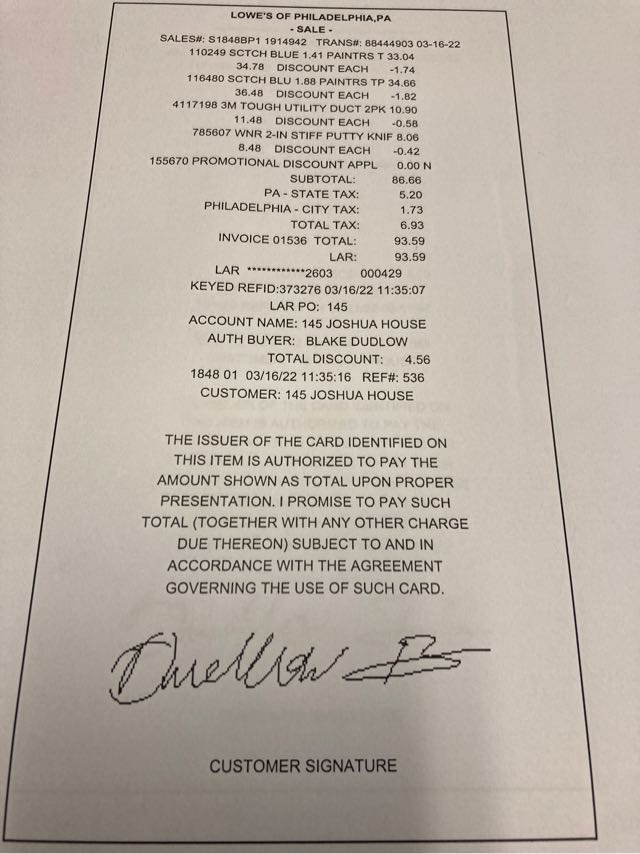 LOWE'S OF PHILADELPHIA,PA
- SALE -
SALES#: S1848BP1 1914942 TRANS#: 88444903 03-16-22
110249 SCTCH BLUE 1.41 PAINTRS T 33.04
34.78 DISCOUNT EACH -1.74
116480 SCTCH BLU 1.88 PAINTRS TP 34.66
36.48 DISCOUNT EACH -1.82
4117198 3M TOUGH UTILITY DUCT 2PK 10.90
11.48 DISCOUNT EACH -0.58
785607 WNR 2-IN STIFF PUTTY KNIF 8.06
8.48 DISCOUNT EACH -0.42
155670 PROMOTIONAL DISCOUNT APPL 0.00 N
SUBTOTAL: 86.66
PA - STATE TAX: 5.20
PHILADELPHIA - CITY TAX: 1.73
TOTAL TAX: 6.93
INVOICE 01536 TOTAL: 93.59
LAR: 93.59
LAR ************2603 000429
KEYED REFID:373276 03/16/22 11:35:07
LAR PO: 145
ACCOUNT NAME: 145 JOSHUA HOUSE
AUTH BUYER: BLAKE DUDLOW
TOTAL DISCOUNT: 4.56
1848 01 03/16/22 11:35:16 REF#: 536
CUSTOMER: 145 JOSHUA HOUSE
THE ISSUER OF THE CARD IDENTIFIED ON
THIS ITEM IS AUTHORIZED TO PAY THE
AMOUNT SHOWN AS TOTAL UPON PROPER
PRESENTATION. I PROMISE TO PAY SUCH
TOTAL (TOGETHER WITH ANY OTHER CHARGE
DUE THEREON) SUBJECT TO AND IN
ACCORDANCE WITH THE AGREEMENT
GOVERNING THE USE OF SUCH CARD.
CUSTOMER SIGNATURE